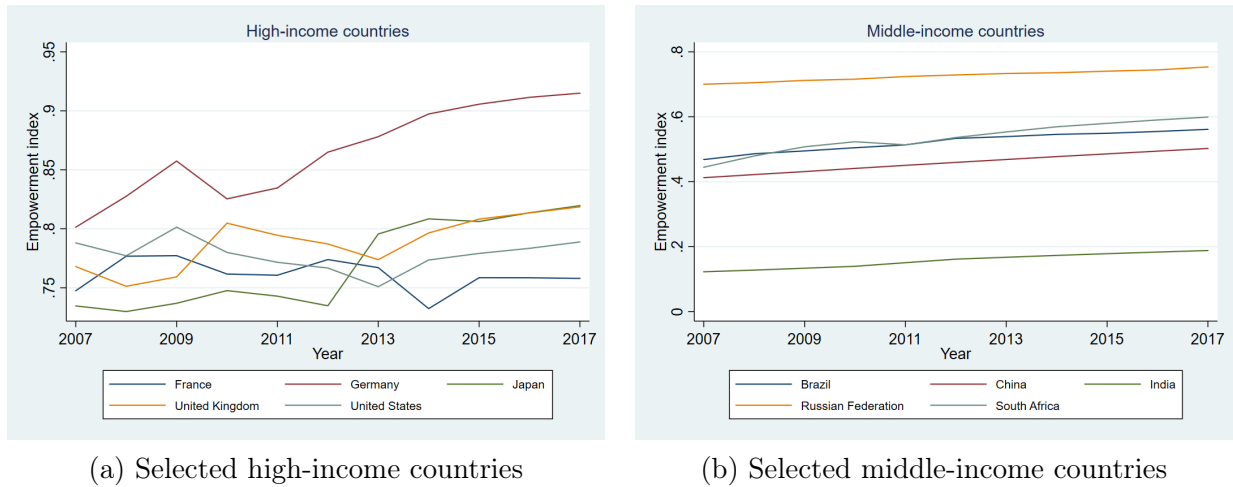 High-income countries
Empowerment index
.95
.9
.85
.8
.75
2007 2009 2011 2013 2015 2017
Year
France Germany Japan
United Kingdom United States
(a) Selected high-income countries
Middle-income countries
Empowerment index
.8
.6
.4
.2
0
2007 2009 2011 2013 2015 2017
Year
Brazil China India
Russian Federation South Africa
(b) Selected middle-income countries